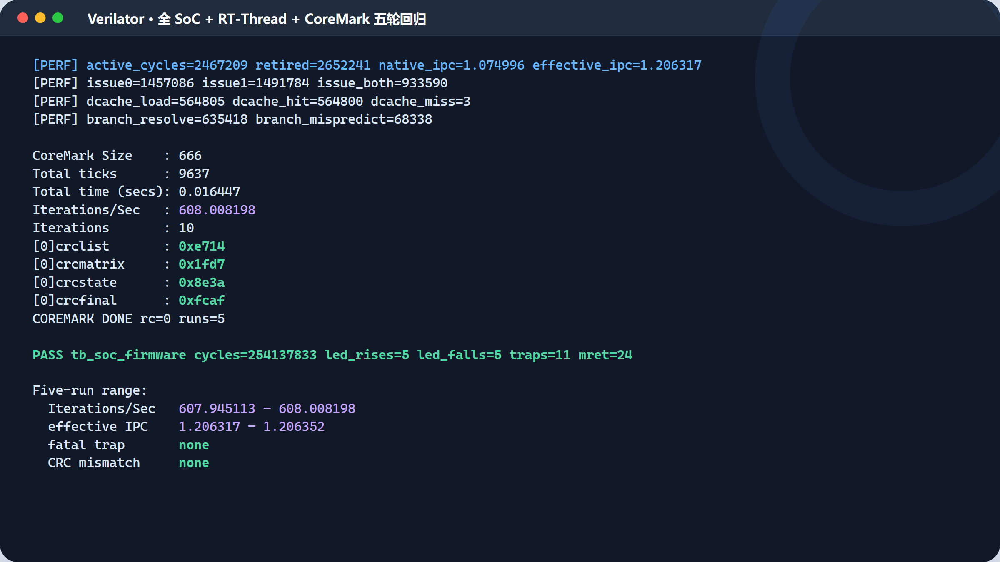 Verilator • 全 SoC + RT-Thread + CoreMark 五轮回归
[PERF] active_cycles=2467209 retired=2652241 native_ipc=1.074996 effective_ipc=1.206317
[PERF] issue0=1457086 issue1=1491784 issue_both=933590
[PERF] dcache_load=564805 dcache_hit=564800 dcache_miss=3
[PERF] branch_resolve=635418 branch_mispredict=68338
CoreMark Size    : 666
Total ticks      : 9637
Total time (secs): 0.016447
Iterations/Sec   : 608.008198
Iterations       : 10
[0]crclist       : 0xe714
[0]crcmatrix     : 0x1fd7
[0]crcstate      : 0x8e3a
[0]crcfinal      : 0xfcaf
COREMARK DONE rc=0 runs=5
PASS tb_soc_firmware cycles=254137833 led_rises=5 led_falls=5 traps=11 mret=24
Five-run range:
  Iterations/Sec   607.945113 – 608.008198
  effective IPC    1.206317 – 1.206352
  fatal trap       none
  CRC mismatch     none